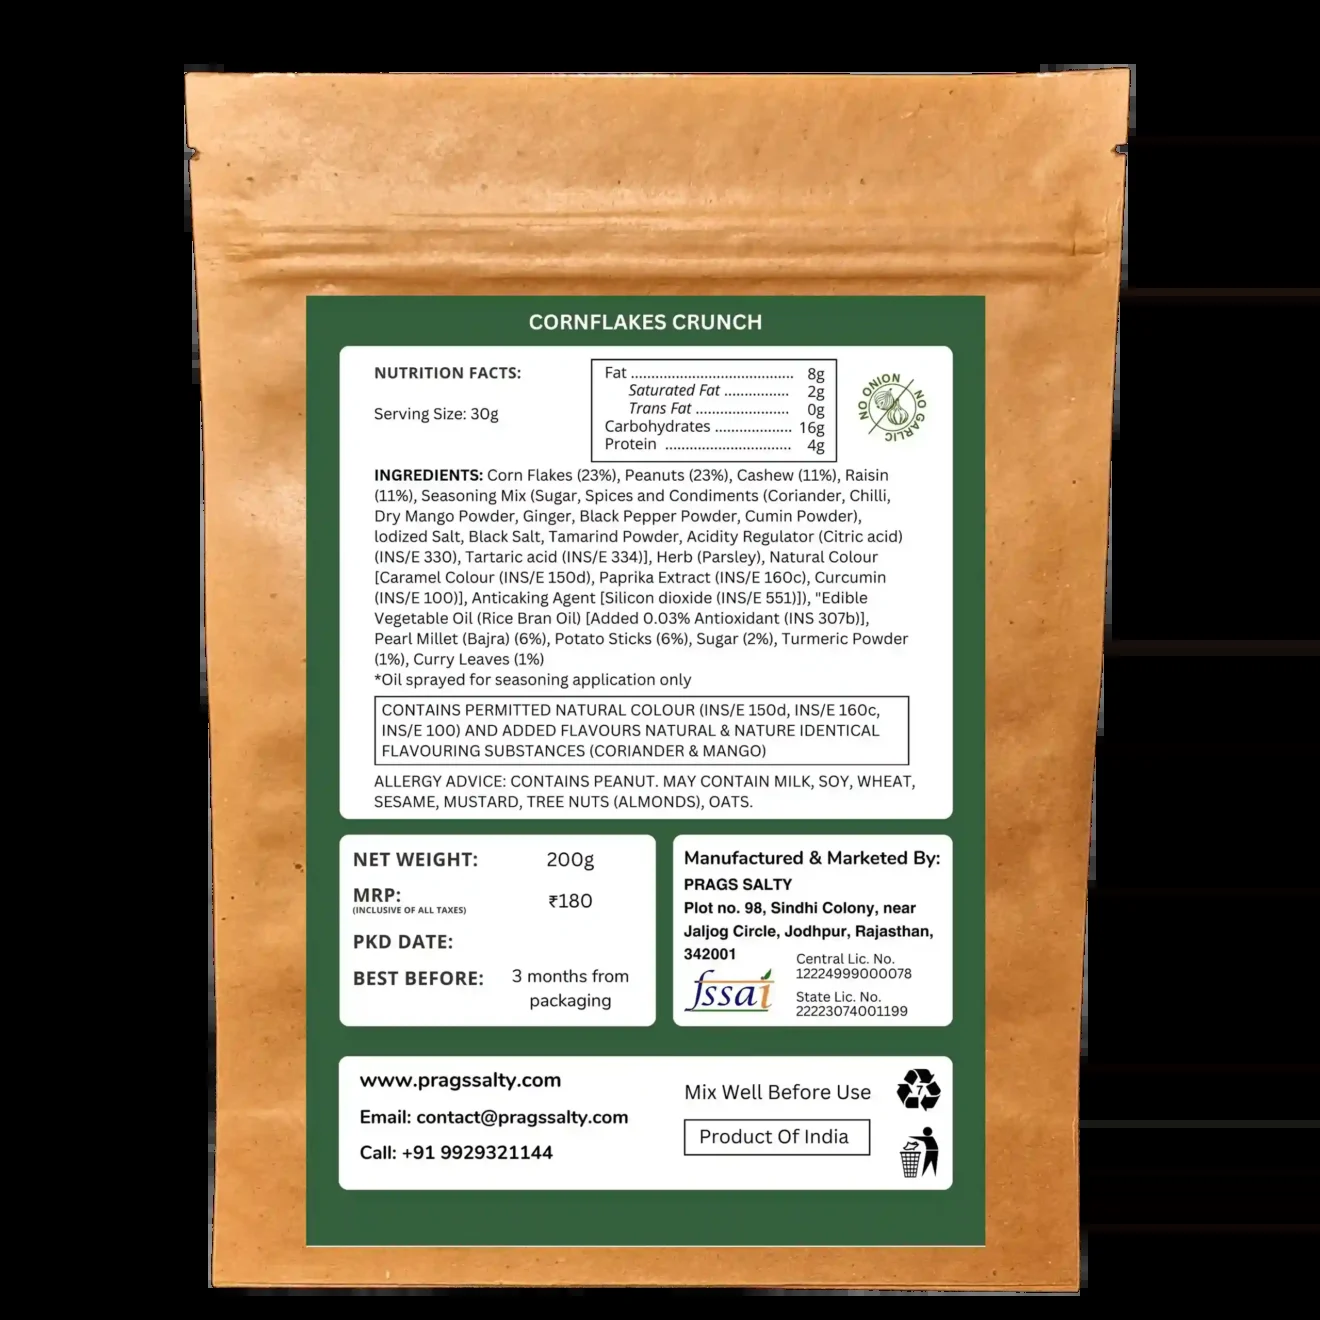 CORNFLAKES CRUNCH
NUTRITION FACTS:
Serving Size: 30g
Fat ........................................ 8g
Saturated Fat ................ 2g
Trans Fat ....................... 0g
Carbohydrates ................... 16g
Protein ............................... 4g
NO ONION NO GARLIC
INGREDIENTS: Corn Flakes (23%), Peanuts (23%), Cashew (11%), Raisin
(11%), Seasoning Mix (Sugar, Spices and Condiments (Coriander, Chilli,
Dry Mango Powder, Ginger, Black Pepper Powder, Cumin Powder),
Iodized Salt, Black Salt, Tamarind Powder, Acidity Regulator (Citric acid)
(INS/E 330), Tartaric acid (INS/E 334)], Herb (Parsley), Natural Colour
[Caramel Colour (INS/E 150d), Paprika Extract (INS/E 160c), Curcumin
(INS/E 100)], Anticaking Agent [Silicon dioxide (INS/E 551)]), "Edible
Vegetable Oil (Rice Bran Oil) [Added 0.03% Antioxidant (INS 307b)],
Pearl Millet (Bajra) (6%), Potato Sticks (6%), Sugar (2%), Turmeric Powder
(1%), Curry Leaves (1%)
*Oil sprayed for seasoning application only
CONTAINS PERMITTED NATURAL COLOUR (INS/E 150d, INS/E 160c,
INS/E 100) AND ADDED FLAVOURS NATURAL & NATURE IDENTICAL
FLAVOURING SUBSTANCES (CORIANDER & MANGO)
ALLERGY ADVICE: CONTAINS PEANUT. MAY CONTAIN MILK, SOY, WHEAT,
SESAME, MUSTARD, TREE NUTS (ALMONDS), OATS.
NET WEIGHT: 200g
MRP: ₹180
(INCLUSIVE OF ALL TAXES)
PKD DATE:
BEST BEFORE: 3 months from
packaging
Manufactured & Marketed By:
PRAGS SALTY
Plot no. 98, Sindhi Colony, near
Jaljog Circle, Jodhpur, Rajasthan,
342001
fssai
Central Lic. No.
12224999000078
State Lic. No.
22223074001199
www.pragssalty.com
Email: contact@pragssalty.com
Call: +91 9929321144
Mix Well Before Use
Product Of India
7